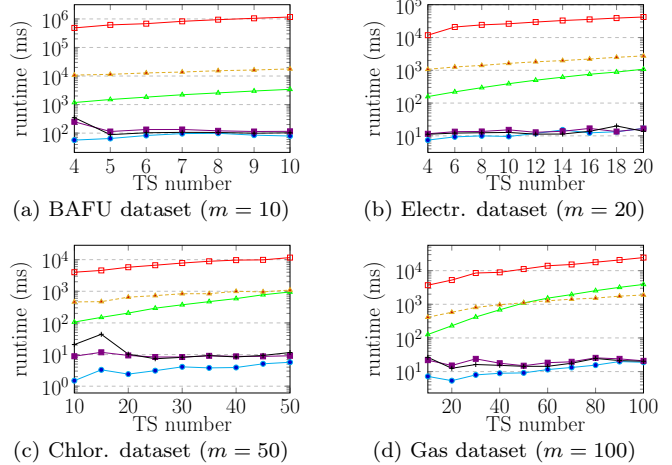 10^6
10^5
10^4
10^3
10^2
runtime (ms)
4 5 6 7 8 9 10
TS number
(a) BAFU dataset (m = 10)
10^5
10^4
10^3
10^2
10^1
10^0
runtime (ms)
4 6 8 10 12 14 16 18 20
TS number
(b) Electr. dataset (m = 20)
10^4
10^3
10^2
10^1
10^0
runtime (ms)
10 20 30 40 50
TS number
(c) Chlor. dataset (m = 50)
10^4
10^3
10^2
10^1
runtime (ms)
20 40 60 80 100
TS number
(d) Gas dataset (m = 100)